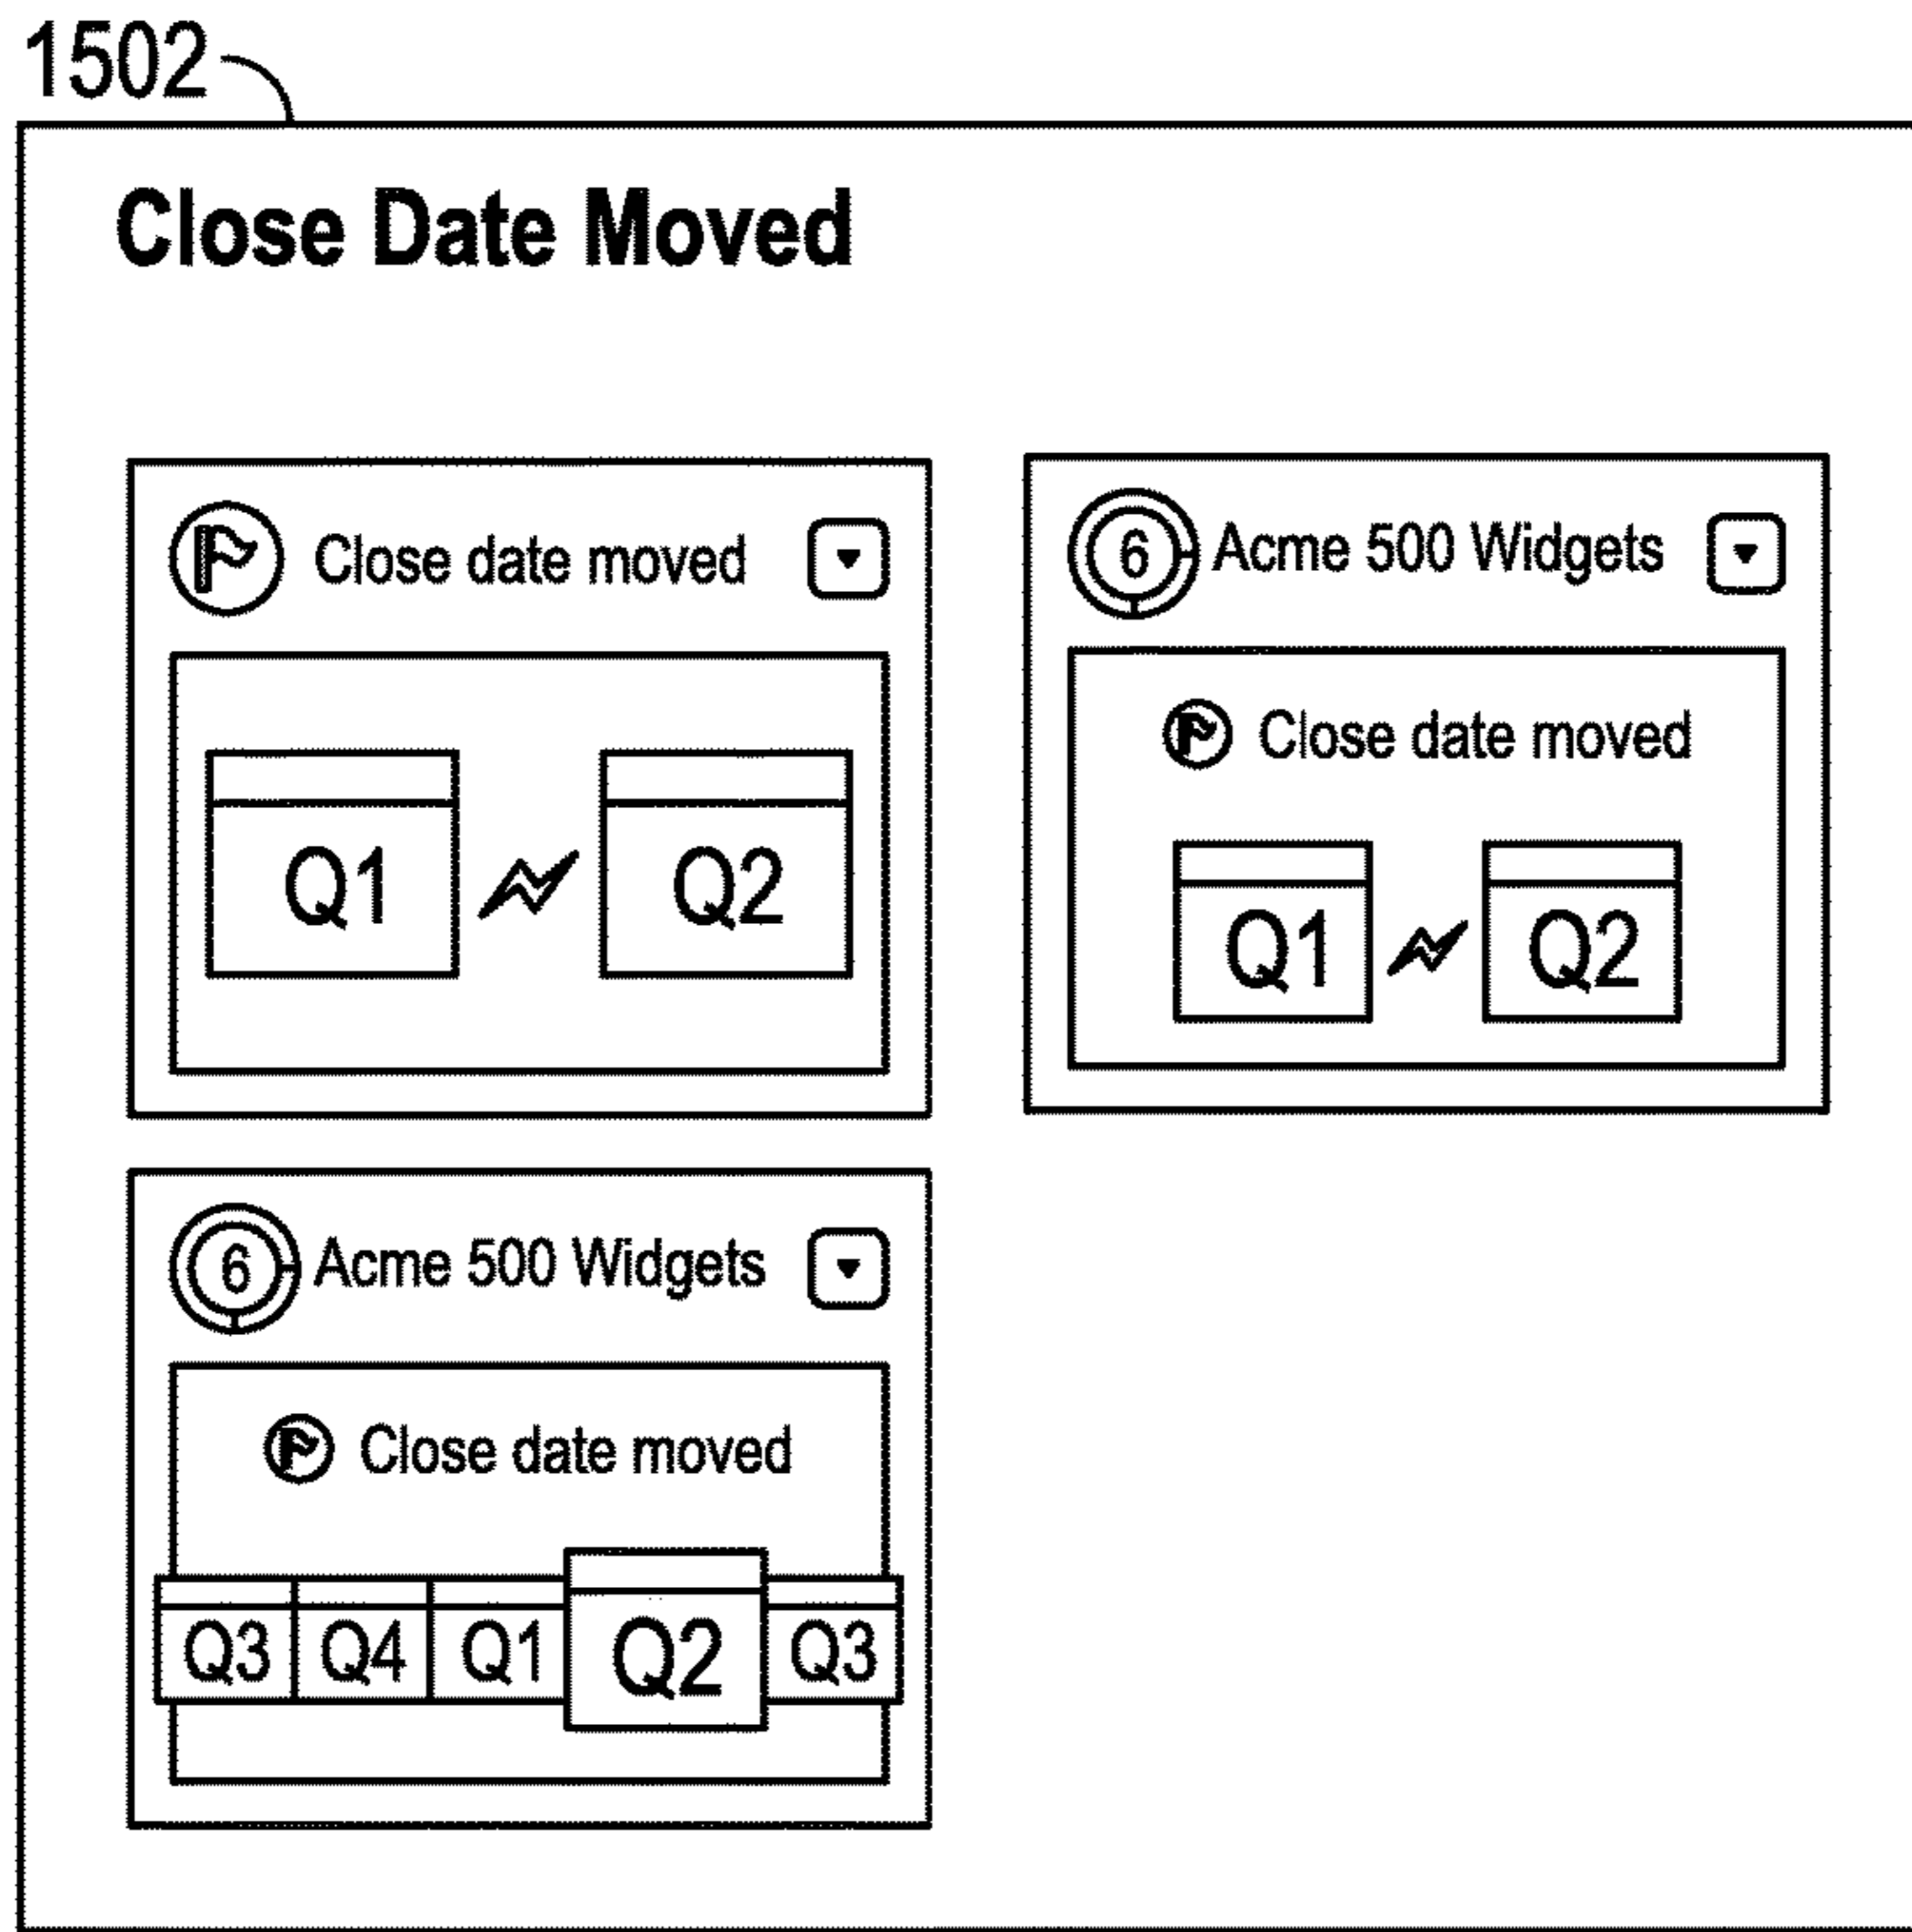 1502
Close Date Moved
Close date moved
Q1 Q2
6 Acme 500 Widgets
Close date moved
Q1 Q2
6 Acme 500 Widgets
Close date moved
Q3 Q4 Q1 Q2 Q3